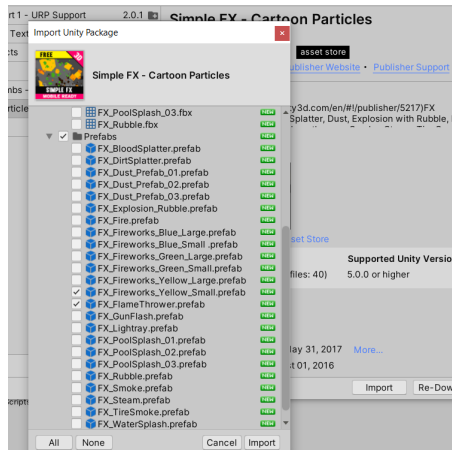 rt 1 - URP Support 2.0.1
Simple FX - Cartoon Particles
Import Unity Package
×
Text
cts
asset store
FREE
SIMPLE FX
MOBILE READY
Simple FX - Cartoon Particles
ublisher Website • Publisher Support
mbs -
rticle
FX_PoolSplash_03.fbx NEW
FX_Rubble.fbx NEW
Prefabs
FX_BloodSplatter.prefab NEW
FX_DirtSplatter.prefab NEW
FX_Dust_Prefab_01.prefab NEW
FX_Dust_Prefab_02.prefab NEW
FX_Dust_Prefab_03.prefab NEW
FX_Explosion_Rubble.prefab NEW
FX_Fire.prefab NEW
FX_Fireworks_Blue_Large.prefab NEW
FX_Fireworks_Blue_Small .prefab NEW
FX_Fireworks_Green_Large.prefab NEW
FX_Fireworks_Green_Small.prefab NEW
FX_Fireworks_Yellow_Large.prefab NEW
FX_Fireworks_Yellow_Small.prefab NEW
FX_FlameThrower.prefab NEW
FX_GunFlash.prefab NEW
FX_Lightray.prefab NEW
FX_PoolSplash_01.prefab NEW
FX_PoolSplash_02.prefab NEW
FX_PoolSplash_03.prefab NEW
FX_Rubble.prefab NEW
FX_Smoke.prefab NEW
FX_Steam.prefab NEW
FX_TireSmoke.prefab NEW
FX_WaterSplash.prefab NEW
All None Cancel Import
y3d.com/en/#!/publisher/5217)FX
Splatter, Dust, Explosion with Rubble,
sset Store
Supported Unity Versio
files: 40) 5.0.0 or higher
lay 31, 2017 More...
t 01, 2016
Import Re-Dow
Scripts